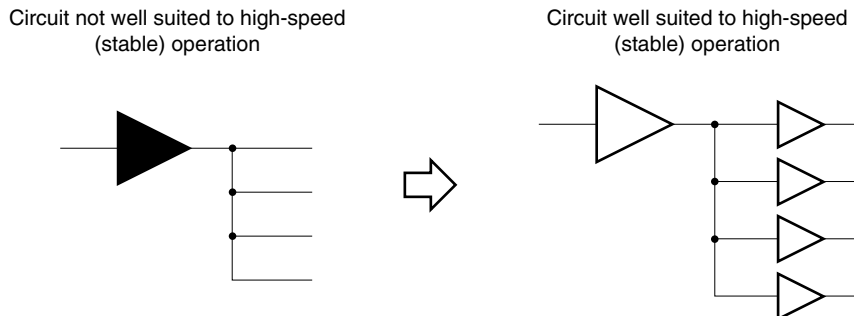 Circuit not well suited to high-speed
(stable) operation
Circuit well suited to high-speed
(stable) operation